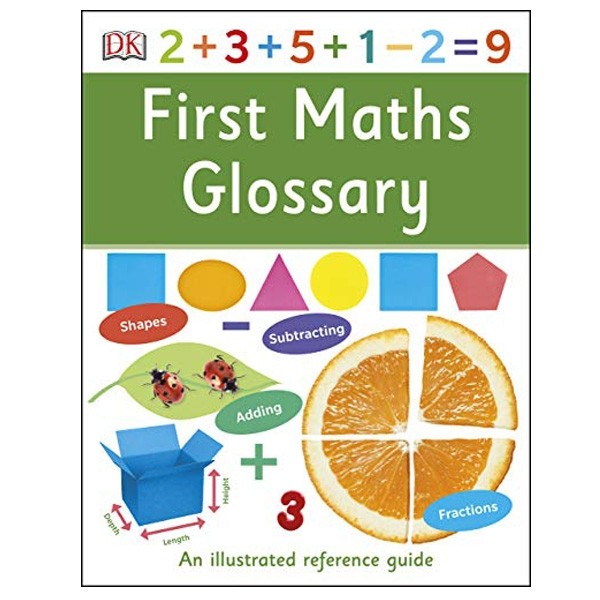 DK 2+3+5+1−2=9
First Maths
Glossary
Shapes
−
Subtracting
Adding
+
3
Height
Depth
Length
Fractions
An illustrated reference guide